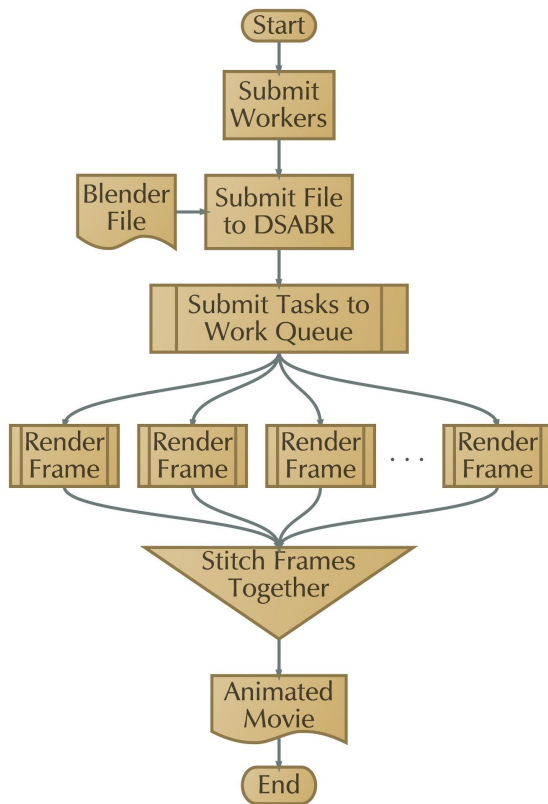 Start
Submit
Workers
Blender
File
Submit File
to DSABR
Submit Tasks to
Work Queue
Render
Frame
Render
Frame
Render
Frame
. . .
Render
Frame
Stitch Frames
Together
Animated
Movie
End